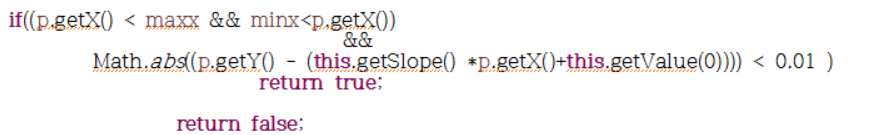 if((p.getX() < maxx && minx<p.getX())
&&
Math.abs((p.getY() - (this.getSlope() *p.getX()+this.getValue(0)))) < 0.01 )
return true;
return false;